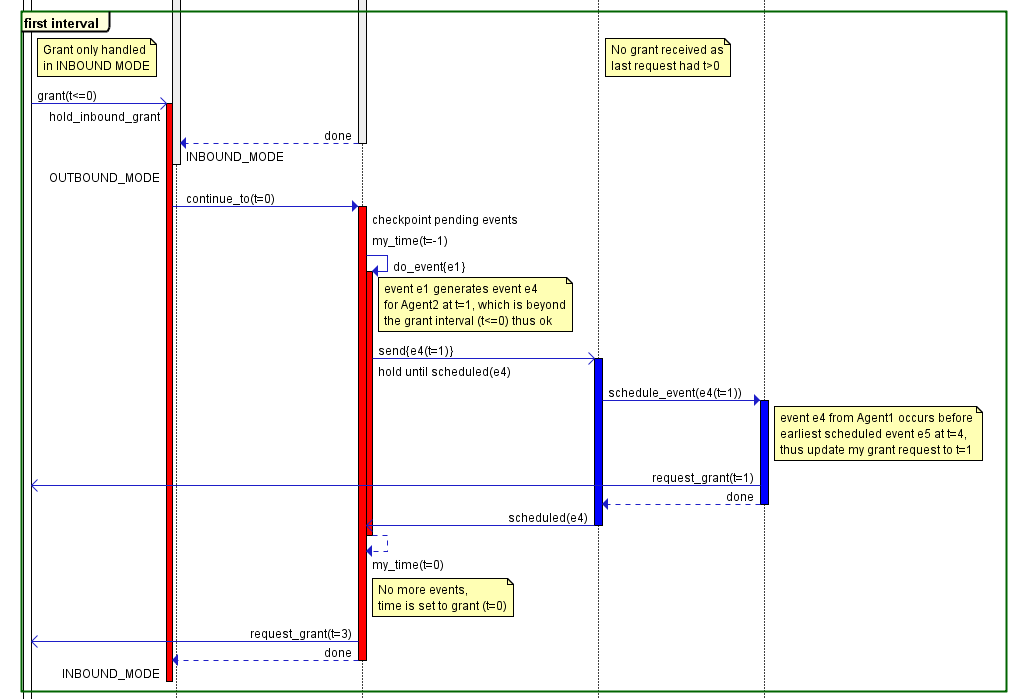 first interval
Grant only handled
in INBOUND MODE
No grant received as
last request had t>0
grant(t<=0)
hold_inbound_grant
done
INBOUND_MODE
OUTBOUND_MODE
continue_to(t=0)
checkpoint pending events
my_time(t=-1)
do_event{e1}
event e1 generates event e4
for Agent2 at t=1, which is beyond
the grant interval (t<=0) thus ok
send{e4(t=1)}
hold until scheduled(e4)
schedule_event(e4(t=1))
event e4 from Agent1 occurs before
earliest scheduled event e5 at t=4,
thus update my grant request to t=1
request_grant(t=1)
done
scheduled(e4)
my_time(t=0)
No more events,
time is set to grant (t=0)
request_grant(t=3)
done
INBOUND_MODE